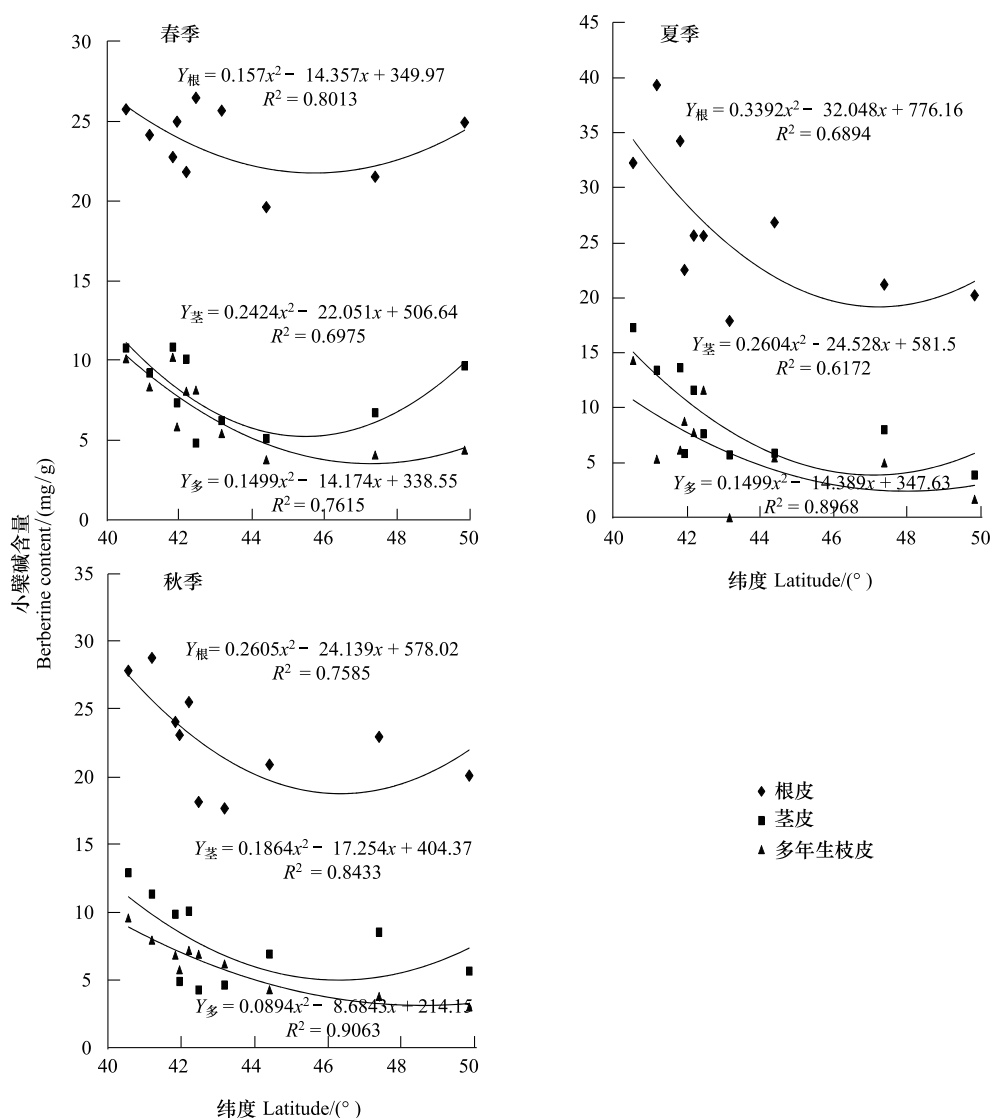 春季
30
25
20
15
10
5
0
40 42 44 46 48 50
Y根 = 0.157x² − 14.357x + 349.97
R² = 0.8013
Y茎 = 0.2424x² − 22.051x + 506.64
R² = 0.6975
Y多 = 0.1499x² − 14.174x + 338.55
R² = 0.7615
夏季
45
40
35
30
25
20
15
10
5
0
40 42 44 46 48 50
Y根 = 0.3392x² − 32.048x + 776.16
R² = 0.6894
Y茎 = 0.2604x² − 24.528x + 581.5
R² = 0.6172
Y多 = 0.1499x² − 14.389x + 347.63
R² = 0.8968
纬度 Latitude/(°)
小檗碱含量
Berberine content/(mg/g)
秋季
35
30
25
20
15
10
5
0
40 42 44 46 48 50
Y根 = 0.2605x² − 24.139x + 578.02
R² = 0.7585
Y茎 = 0.1864x² − 17.254x + 404.37
R² = 0.8433
Y多 = 0.0894x² − 8.6843x + 214.15
R² = 0.9063
纬度 Latitude/(°)
根皮
茎皮
多年生枝皮